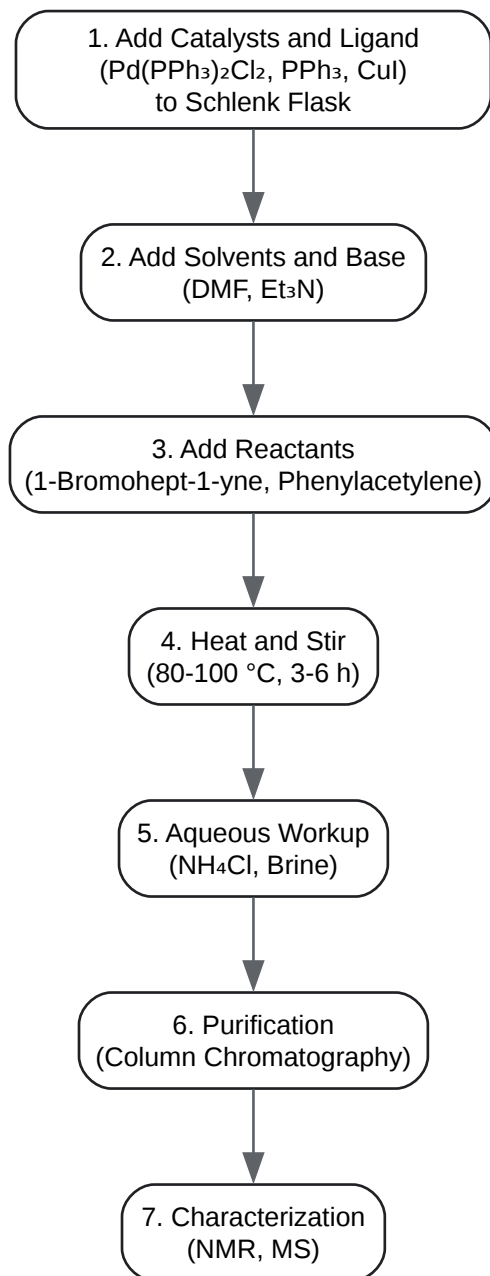 1. Add Catalysts and Ligand
(Pd(PPh₃)₂Cl₂, PPh₃, CuI)
to Schlenk Flask
2. Add Solvents and Base
(DMF, Et₃N)
3. Add Reactants
(1-Bromohept-1-yne, Phenylacetylene)
4. Heat and Stir
(80-100 °C, 3-6 h)
5. Aqueous Workup
(NH₄Cl, Brine)
6. Purification
(Column Chromatography)
7. Characterization
(NMR, MS)